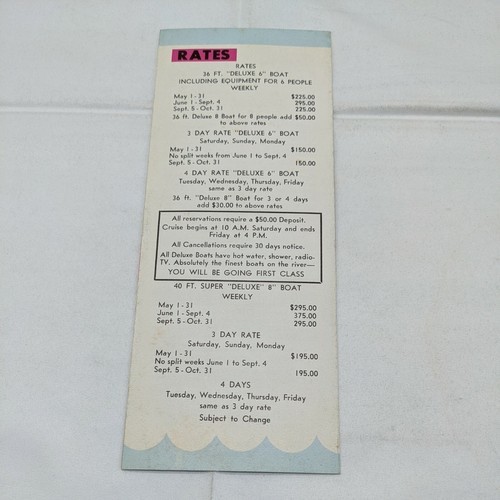 RATES
RATES
36 FT. "DELUXE 6" BOAT
INCLUDING EQUIPMENT FOR 6 PEOPLE
WEEKLY
May 1 - 31 $225.00
June 1 - Sept. 4 295.00
Sept. 5 - Oct. 31 225.00
36 ft. Deluxe 8 Boat for 8 people add $50.00
to above rates
3 DAY RATE "DELUXE 6" BOAT
Saturday, Sunday, Monday
May 1 - 31 $150.00
No split weeks from June 1 to Sept. 4
Sept. 5 - Oct. 31 150.00
4 DAY RATE "DELUXE 6" BOAT
Tuesday, Wednesday, Thursday, Friday
same as 3 day rate
36 ft. "Deluxe 8" Boat for 3 or 4 days
add $30.00 to above rates
All reservations require a $50.00 Deposit.
Cruise begins at 10 A.M. Saturday and ends
Friday at 4 P.M.
All Cancellations require 30 days notice.
All Deluxe Boats have hot water, shower, radio-
TV. Absolutely the finest boats on the river—
YOU WILL BE GOING FIRST CLASS
40 FT. SUPER "DELUXE" 8" BOAT
WEEKLY
May 1 - 31 $295.00
June 1 - Sept. 4 375.00
Sept. 5 - Oct. 31 295.00
3 DAY RATE
Saturday, Sunday, Monday
May 1 - 31 $195.00
No split weeks June 1 to Sept. 4
Sept. 5 - Oct. 31 195.00
4 DAYS
Tuesday, Wednesday, Thursday, Friday
same as 3 day rate
Subject to Change